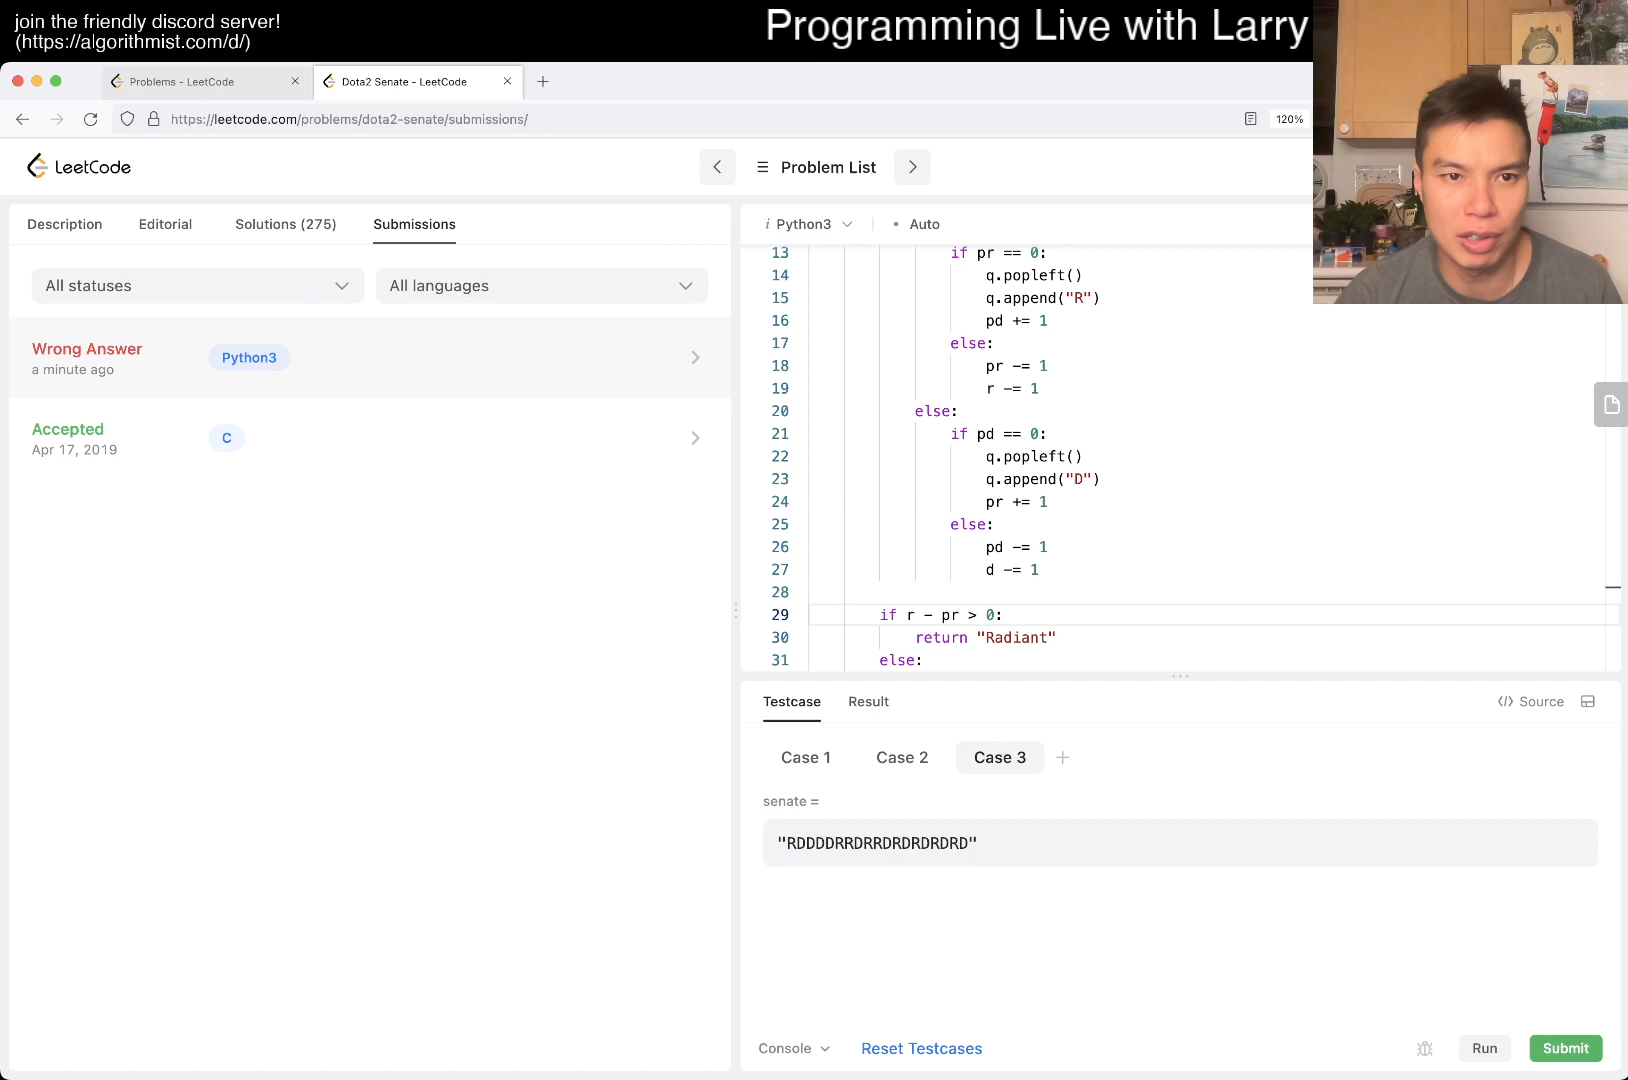 join the friendly discord server!
(https://algorithmist.com/d/)
Programming Live with Larry
Problems - LeetCode
Dota2 Senate - LeetCode
https://leetcode.com/problems/dota2-senate/submissions/
120%
LeetCode
Problem List
Description
Editorial
Solutions (275)
Submissions
All statuses
All languages
Wrong Answer
a minute ago
Python3
Accepted
Apr 17, 2019
C
i Python3
Auto
13 if pr == 0:
14 q.popleft()
15 q.append("R")
16 pd += 1
17 else:
18 pr -= 1
19 r -= 1
20 else:
21 if pd == 0:
22 q.popleft()
23 q.append("D")
24 pr += 1
25 else:
26 pd -= 1
27 d -= 1
28
29 if r - pr > 0:
30 return "Radiant"
31 else:
Testcase
Result
</> Source
Case 1
Case 2
Case 3
senate =
"RDDDDRRDRRDRDRDRDRD"
Console
Reset Testcases
Run
Submit